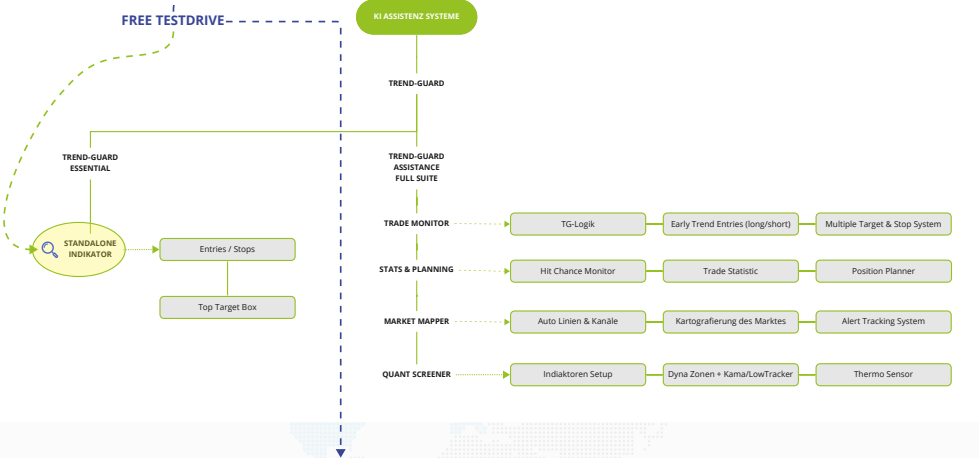 FREE TESTDRIVE
KI ASSISTENZ SYSTEME
TREND-GUARD
TREND-GUARD
ESSENTIAL
TREND-GUARD
ASSISTANCE
FULL SUITE
STANDALONE
INDIKATOR
Entries / Stops
Top Target Box
TRADE MONITOR
TG-Logik
Early Trend Entries (long/short)
Multiple Target & Stop System
STATS & PLANNING
Hit Chance Monitor
Trade Statistic
Position Planner
MARKET MAPPER
Auto Linien & Kanäle
Kartografierung des Marktes
Alert Tracking System
QUANT SCREENER
Indiaktoren Setup
Dyna Zonen + Kama/LowTracker
Thermo Sensor